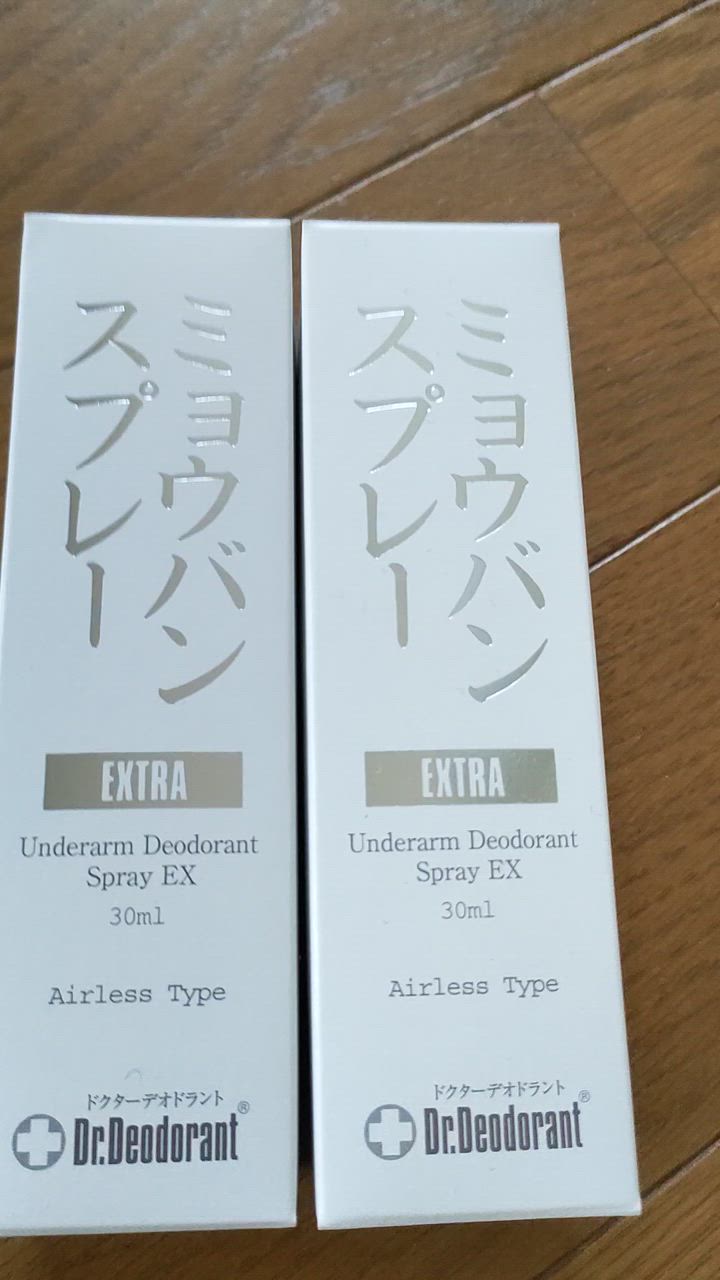 ミョウバン
スプレー
EXTRA
Underarm Deodorant
Spray EX
30ml
Airless Type
ドクターデオドラント
Dr.Deodorant®
ミョウバン
スプレー
EXTRA
Underarm Deodorant
Spray EX
30ml
Airless Type
ドクターデオドラント
Dr.Deodorant®